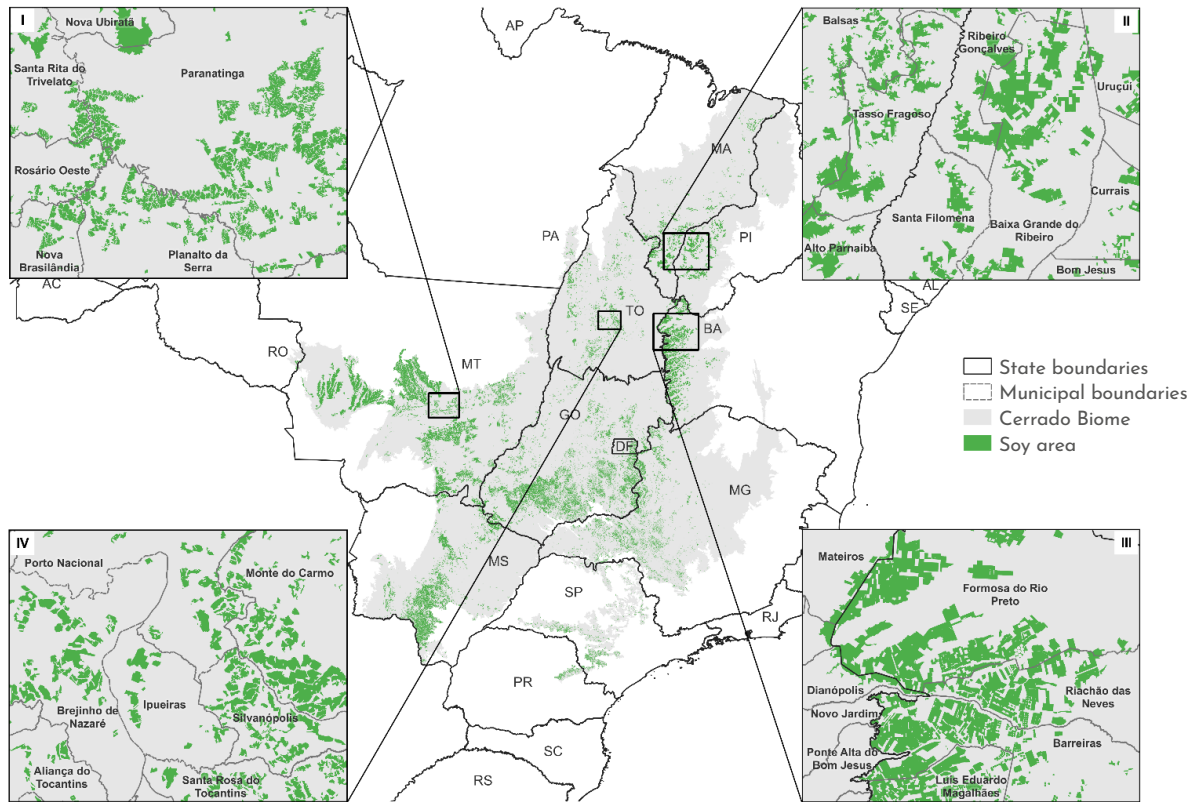 I
Nova Ubiratã
Santa Rita do
Trivelato
Paranatinga
Rosário Oeste
Nova
Brasilândia
Planalto da
Serra
II
Balsas
Ribeiro
Gonçalves
Uruçuí
Tasso Fragoso
Currais
Santa Filomena
Baixa Grande do
Ribeiro
Alto Parnaíba
Bom Jesus
AP
MA
PI
PA
AC
AL
SE
TO
BA
RO
MT
GO
DF
MG
MS
SP
RJ
PR
SC
RS
State boundaries
Municipal boundaries
Cerrado Biome
Soy area
IV
Porto Nacional
Monte do Carmo
Ipueiras
Brejinho de
Nazaré
Silvanópolis
Aliança do
Tocantins
Santa Rosa do
Tocantins
III
Mateiros
Formosa do Rio
Preto
Dianópolis
Riachão das
Neves
Novo Jardim
Barreiras
Ponte Alta do
Bom Jesus
Luís Eduardo
Magalhães